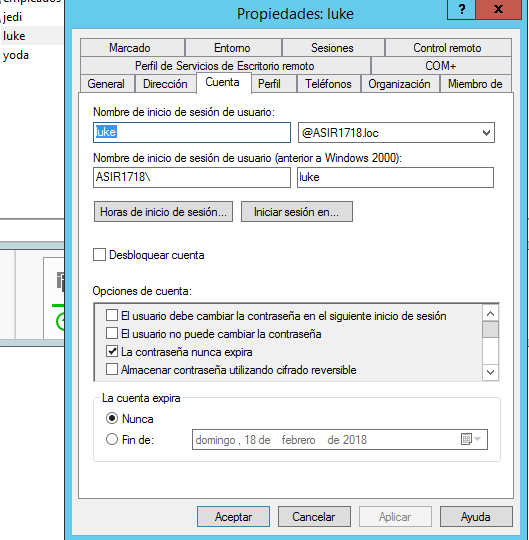 empleados
jedi
luke
yoda
Propiedades: luke
?
x
Marcado Entorno Sesiones Control remoto
Perfil de Servicios de Escritorio remoto COM+
General Dirección Cuenta Perfil Teléfonos Organización Miembro de
Nombre de inicio de sesión de usuario:
luke @ASIR1718.loc
Nombre de inicio de sesión de usuario (anterior a Windows 2000):
ASIR1718\ luke
Horas de inicio de sesión... Iniciar sesión en...
Desbloquear cuenta
Opciones de cuenta:
El usuario debe cambiar la contraseña en el siguiente inicio de sesión
El usuario no puede cambiar la contraseña
La contraseña nunca expira
Almacenar contraseña utilizando cifrado reversible
La cuenta expira
Nunca
Fin de: domingo , 18 de febrero de 2018
Aceptar Cancelar Aplicar Ayuda